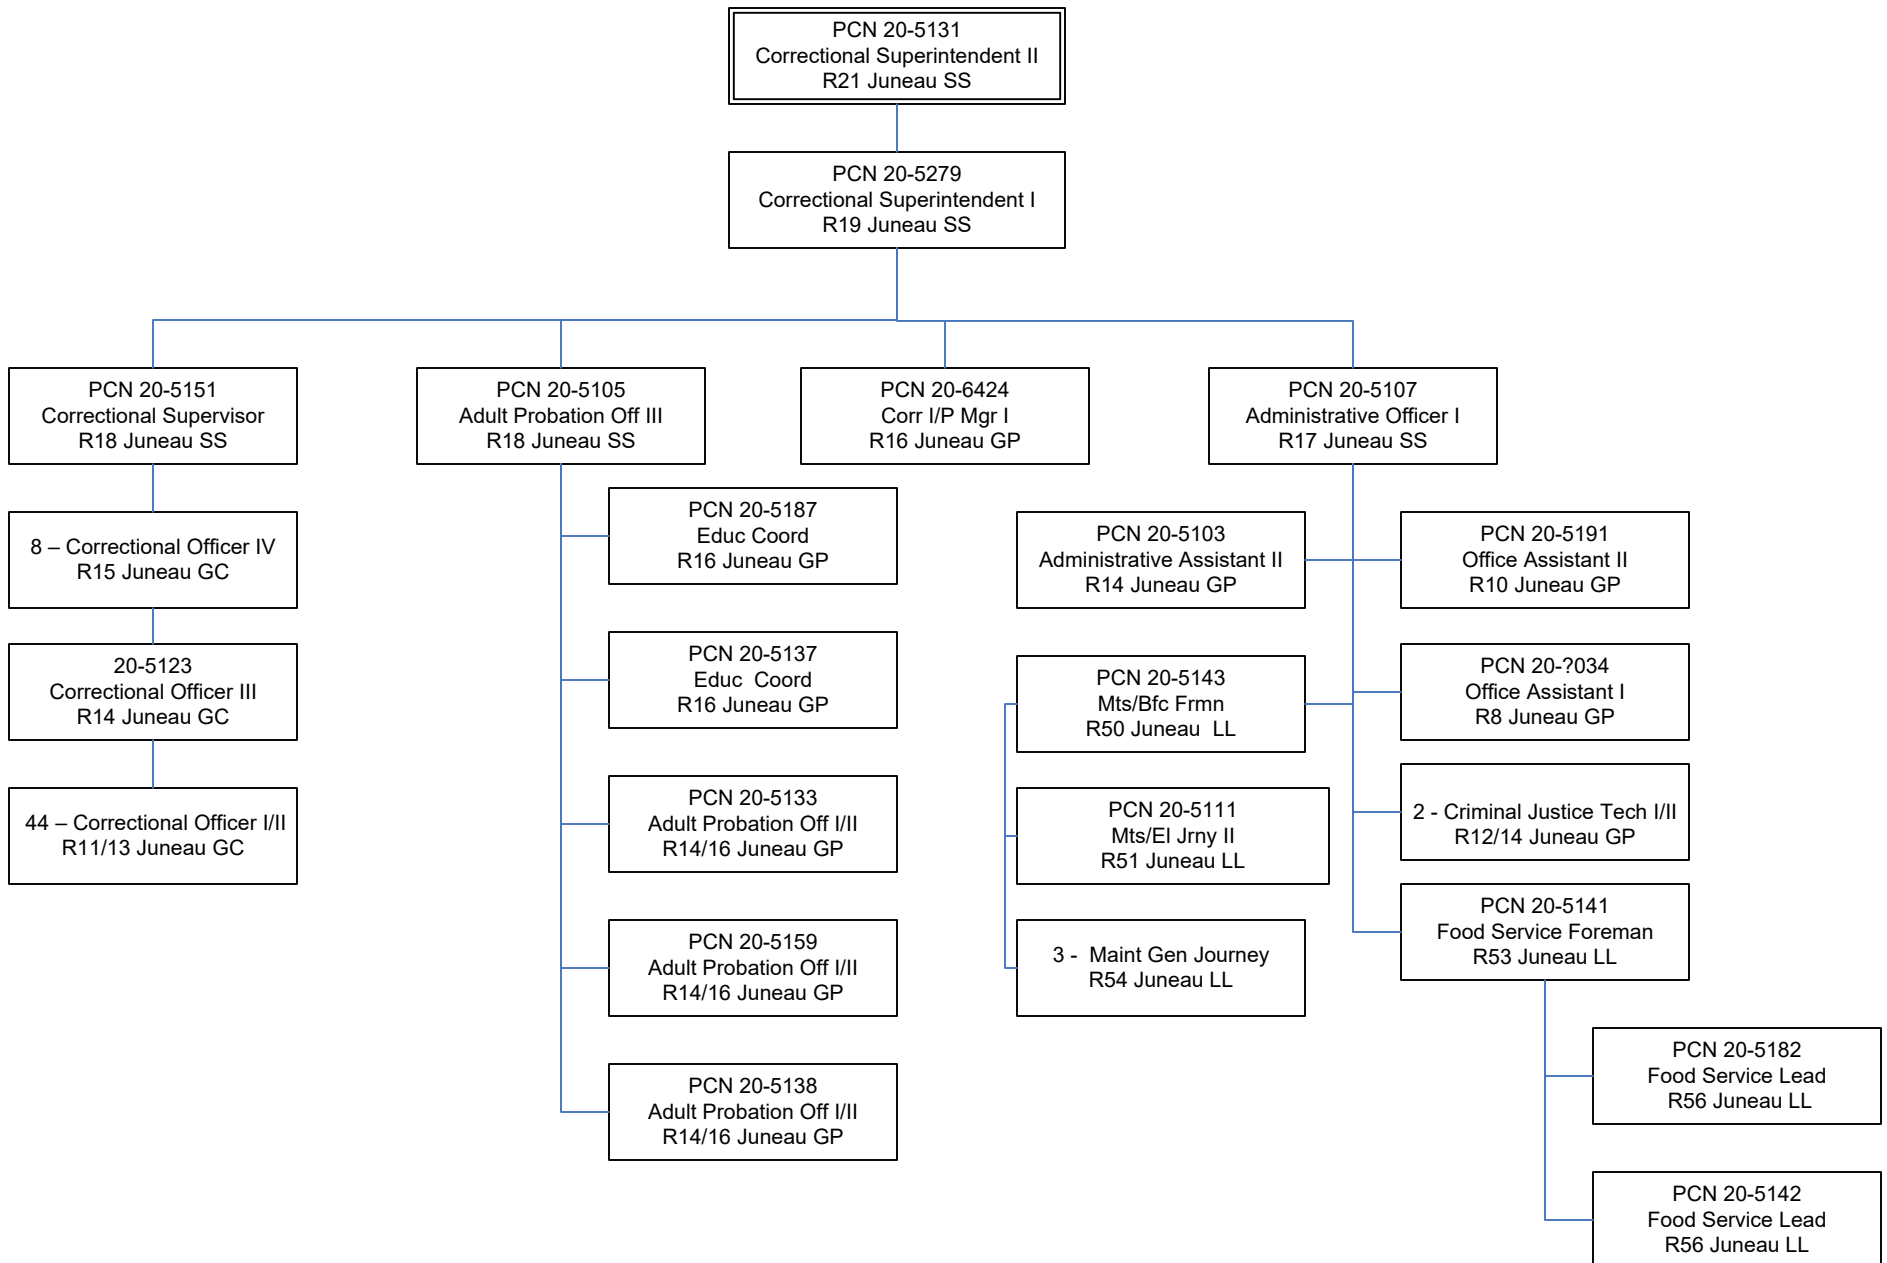 PCN 20-5131
Correctional Superintendent II
R21 Juneau SS
PCN 20-5279
Correctional Superintendent I
R19 Juneau SS
PCN 20-5151
Correctional Supervisor
R18 Juneau SS
PCN 20-5105
Adult Probation Off III
R18 Juneau SS
PCN 20-6424
Corr I/P Mgr I
R16 Juneau GP
PCN 20-5107
Administrative Officer I
R17 Juneau SS
8 – Correctional Officer IV
R15 Juneau GC
20-5123
Correctional Officer III
R14 Juneau GC
44 – Correctional Officer I/II
R11/13 Juneau GC
PCN 20-5187
Educ Coord
R16 Juneau GP
PCN 20-5137
Educ  Coord
R16 Juneau GP
PCN 20-5133
Adult Probation Off I/II
R14/16 Juneau GP
PCN 20-5159
Adult Probation Off I/II
R14/16 Juneau GP
PCN 20-5138
Adult Probation Off I/II
R14/16 Juneau GP
PCN 20-5103
Administrative Assistant II
R14 Juneau GP
PCN 20-5143
Mts/Bfc Frmn
R50 Juneau  LL
PCN 20-5111
Mts/El Jrny II
R51 Juneau LL
3 -  Maint Gen Journey
R54 Juneau LL
PCN 20-5191
Office Assistant II
R10 Juneau GP
PCN 20-?034
Office Assistant I
R8 Juneau GP
2 - Criminal Justice Tech I/II
R12/14 Juneau GP
PCN 20-5141
Food Service Foreman
R53 Juneau LL
PCN 20-5182
Food Service Lead
R56 Juneau LL
PCN 20-5142
Food Service Lead
R56 Juneau LL